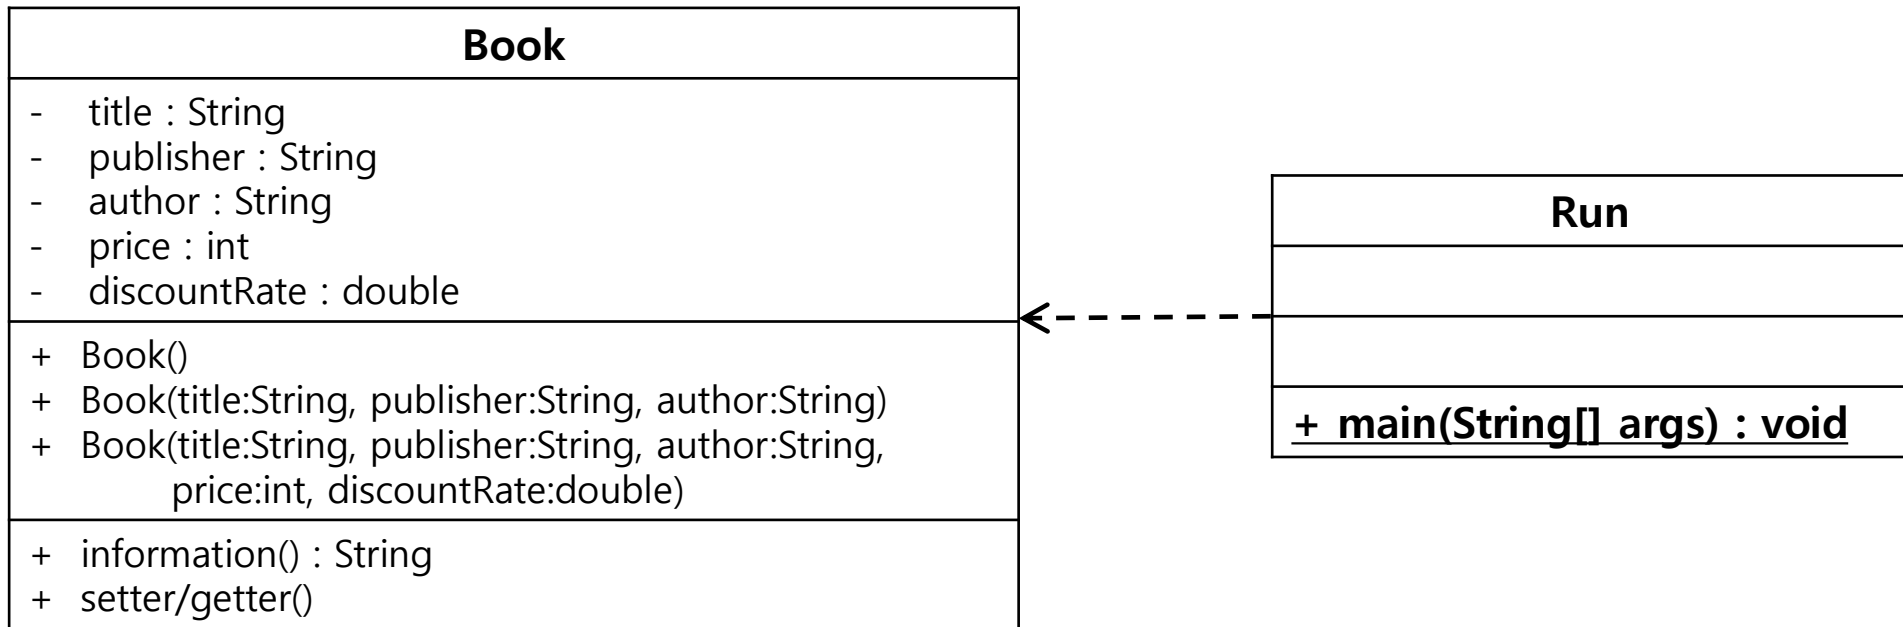 Book
- title : String
- publisher : String
- author : String
- price : int
- discountRate : double
+ Book()
+ Book(title:String, publisher:String, author:String)
+ Book(title:String, publisher:String, author:String,
price:int, discountRate:double)
+ information() : String
+ setter/getter()
Run
+ main(String[] args) : void